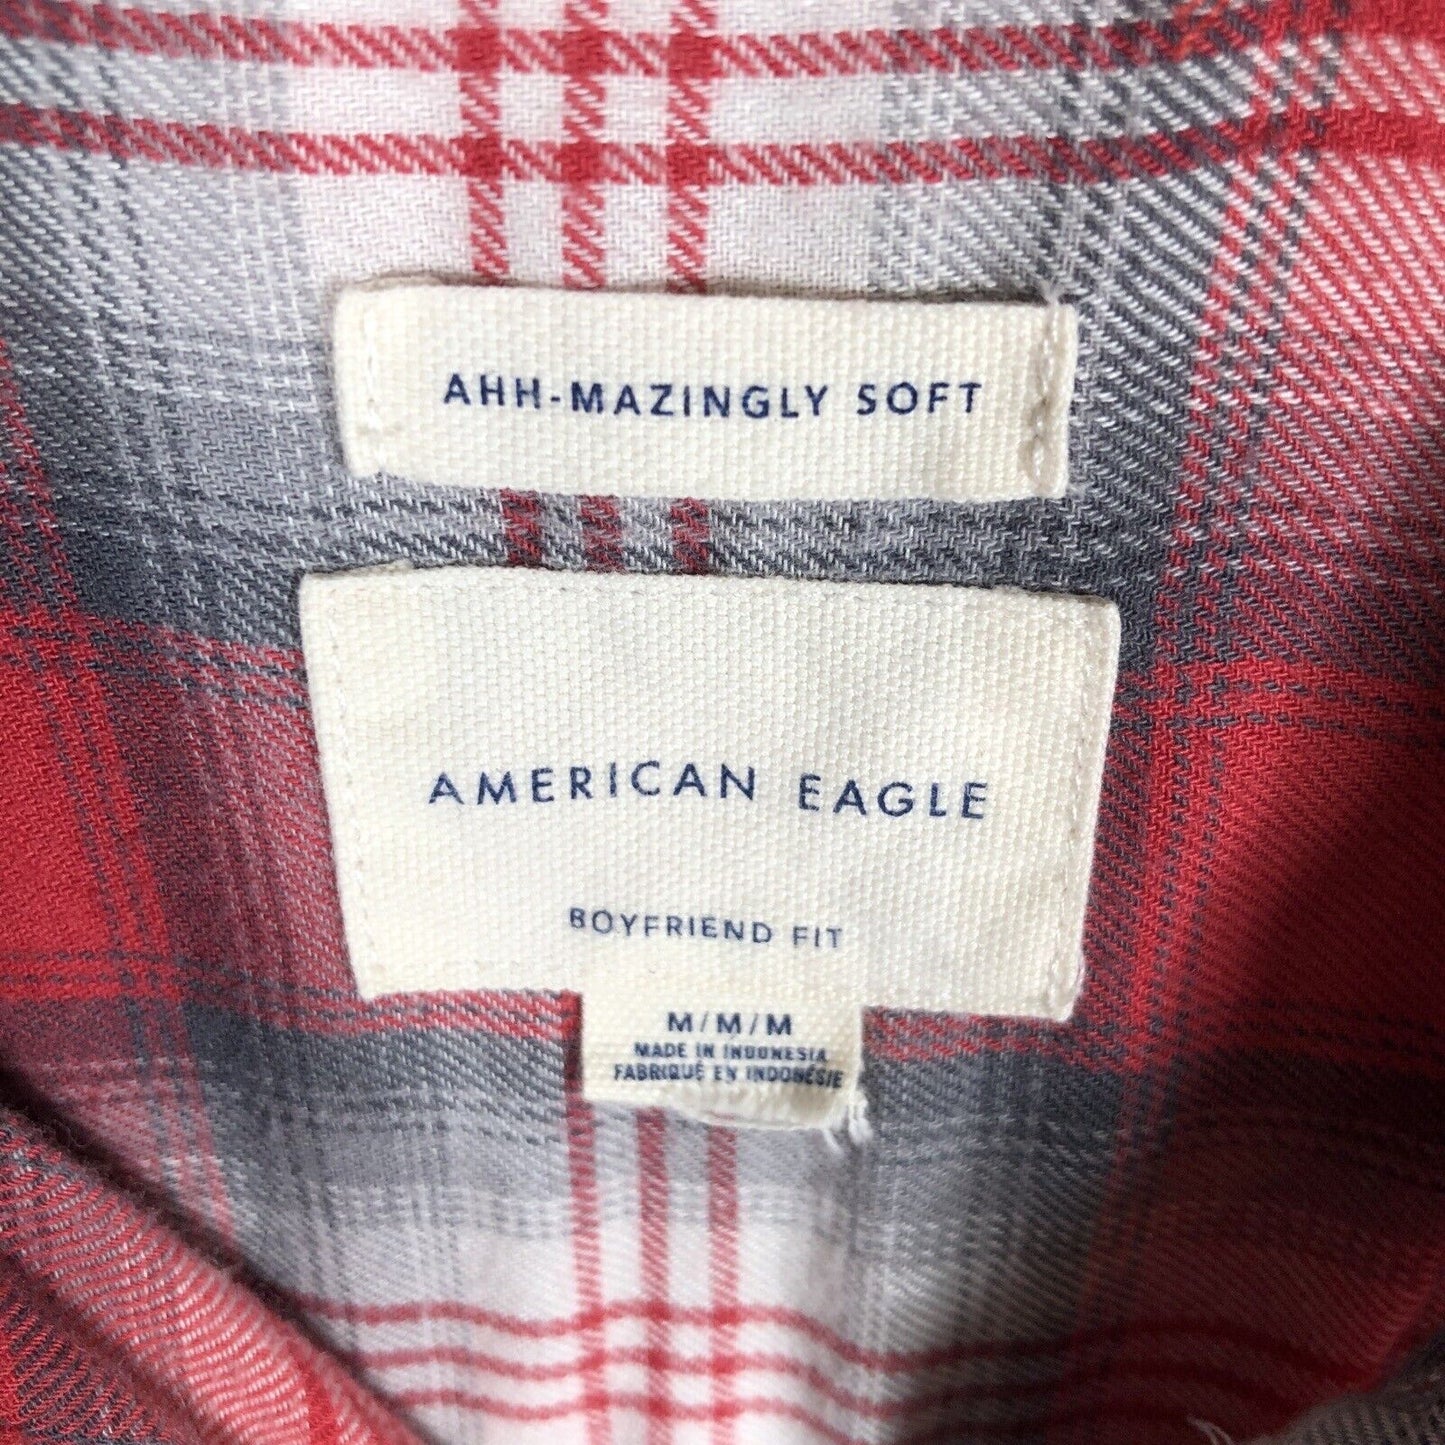 AHH-MAZINGLY SOFT
AMERICAN EAGLE
BOYFRIEND FIT
M/M/M
MADE IN INDONESIA
FABRIQUÉ EN INDONÉSIE